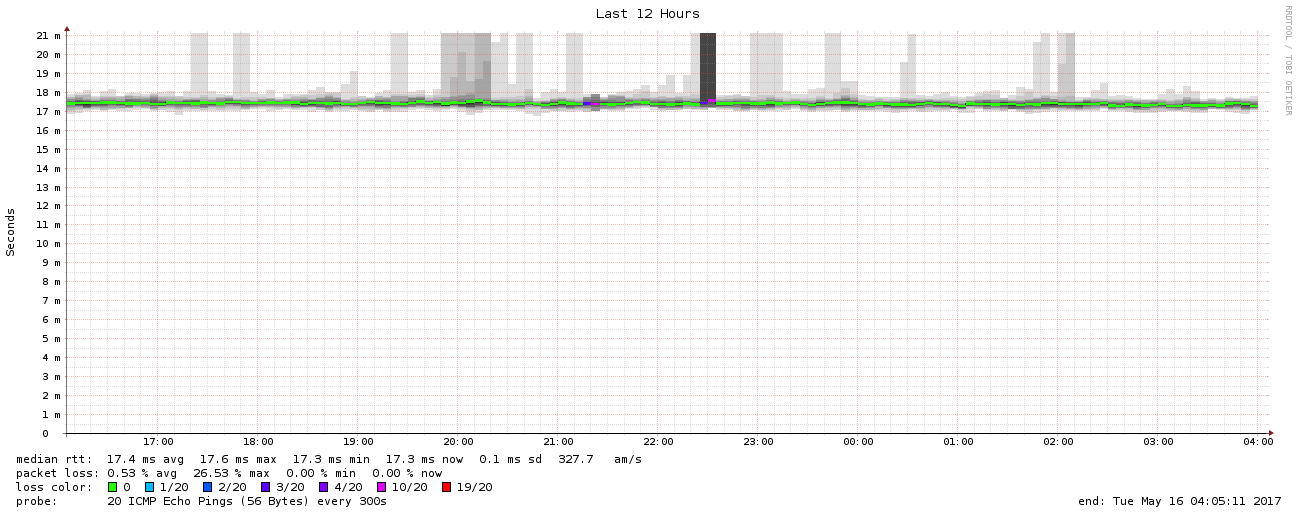 Last 12 Hours
RRDTOOL / TOBI OETIKER
21 m
20 m
19 m
18 m
17 m
16 m
15 m
14 m
13 m
12 m
11 m
10 m
9 m
8 m
7 m
6 m
5 m
4 m
3 m
2 m
1 m
0
Seconds
17:00 18:00 19:00 20:00 21:00 22:00 23:00 00:00 01:00 02:00 03:00 04:00
median rtt: 17.4 ms avg 17.6 ms max 17.3 ms min 17.3 ms now 0.1 ms sd 327.7 am/s
packet loss: 0.53 % avg 26.53 % max 0.00 % min 0.00 % now
loss color: 0 1/20 2/20 3/20 4/20 10/20 19/20
probe: 20 ICMP Echo Pings (56 Bytes) every 300s end: Tue May 16 04:05:11 2017